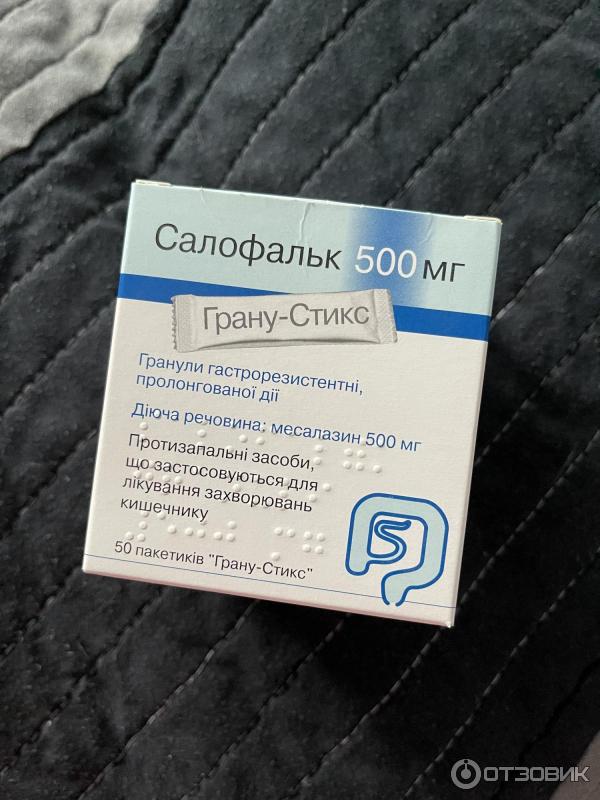 Салофальк 500 мг
Грану-Стикс
Гранули гастрорезистентні,
пролонгованої дії
Діюча речовина: месалазин 500 мг
Протизапальні засоби,
що застосовуються для
лікування захворювань
кишечнику
50 пакетиків "Грану-Стикс"
ОТЗОВИК